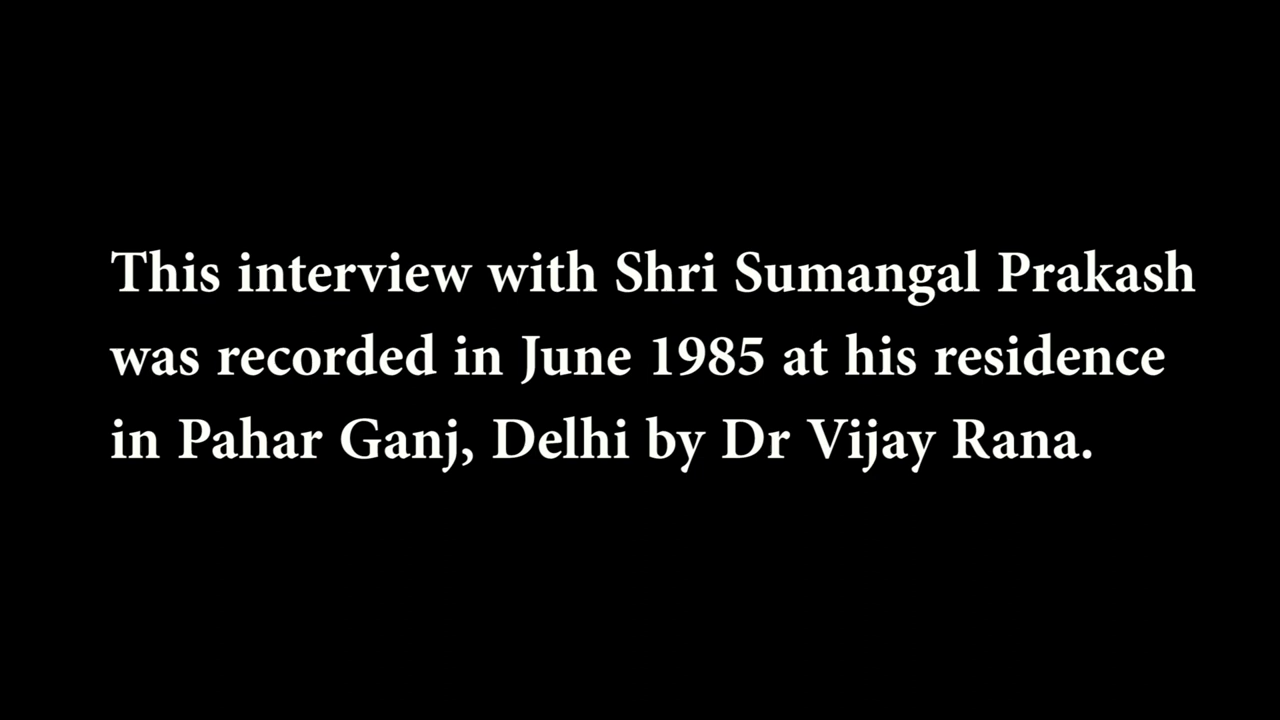 This interview with Shri Sumangal Prakash
was recorded in June 1985 at his residence
in Pahar Ganj, Delhi by Dr Vijay Rana.